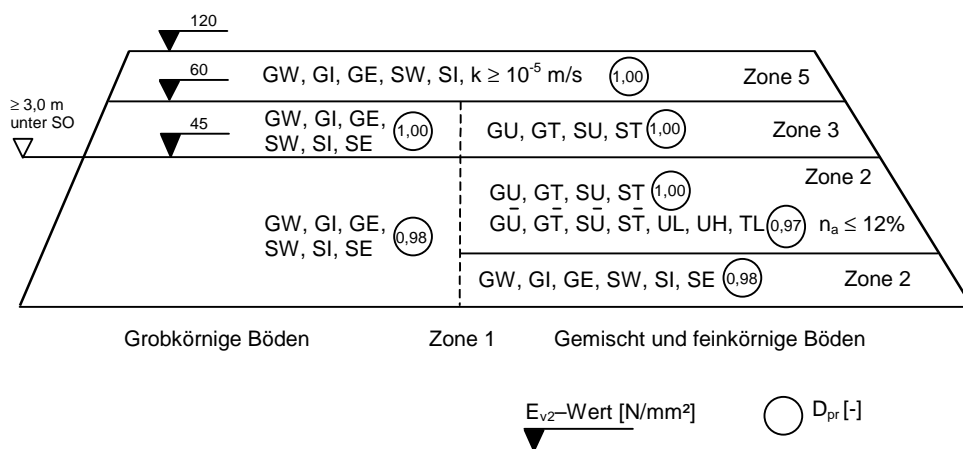 120
60
GW, GI, GE, SW, SI, k ≥ 10⁻⁵ m/s 1,00 Zone 5
≥ 3,0 m
unter SO
45
GW, GI, GE,
SW, SI, SE 1,00
GU, GT, SU, ST 1,00 Zone 3
Zone 2
GU, GT, SU, ST 1,00
GŪ, GT̄, SŪ, ST̄, UL, UH, TL 0,97 nₐ ≤ 12%
GW, GI, GE,
SW, SI, SE 0,98
GW, GI, GE, SW, SI, SE 0,98 Zone 2
Grobkörnige Böden Zone 1 Gemischt und feinkörnige Böden
Eᵥ₂–Wert [N/mm²]
Dₚᵣ [-]